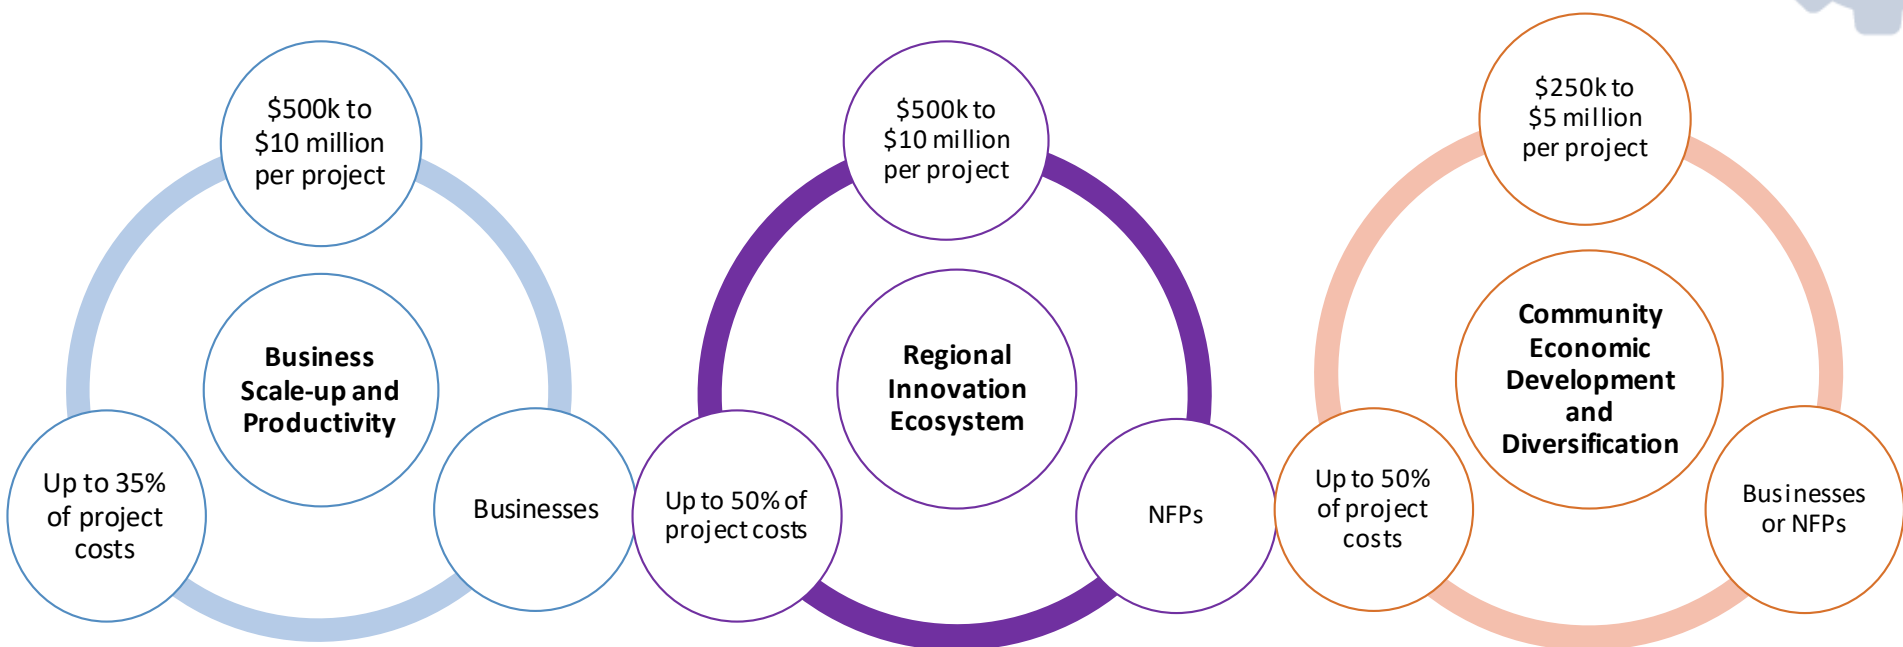 $500k to
$10 million
per project
Business
Scale-up and
Productivity
Up to 35%
of project
costs
Businesses
$500k to
$10 million
per project
Regional
Innovation
Ecosystem
Up to 50% of
project costs
NFPs
$250k to
$5 million
per project
Community
Economic
Development
and
Diversification
Up to 50%
of project
costs
Businesses
or NFPs